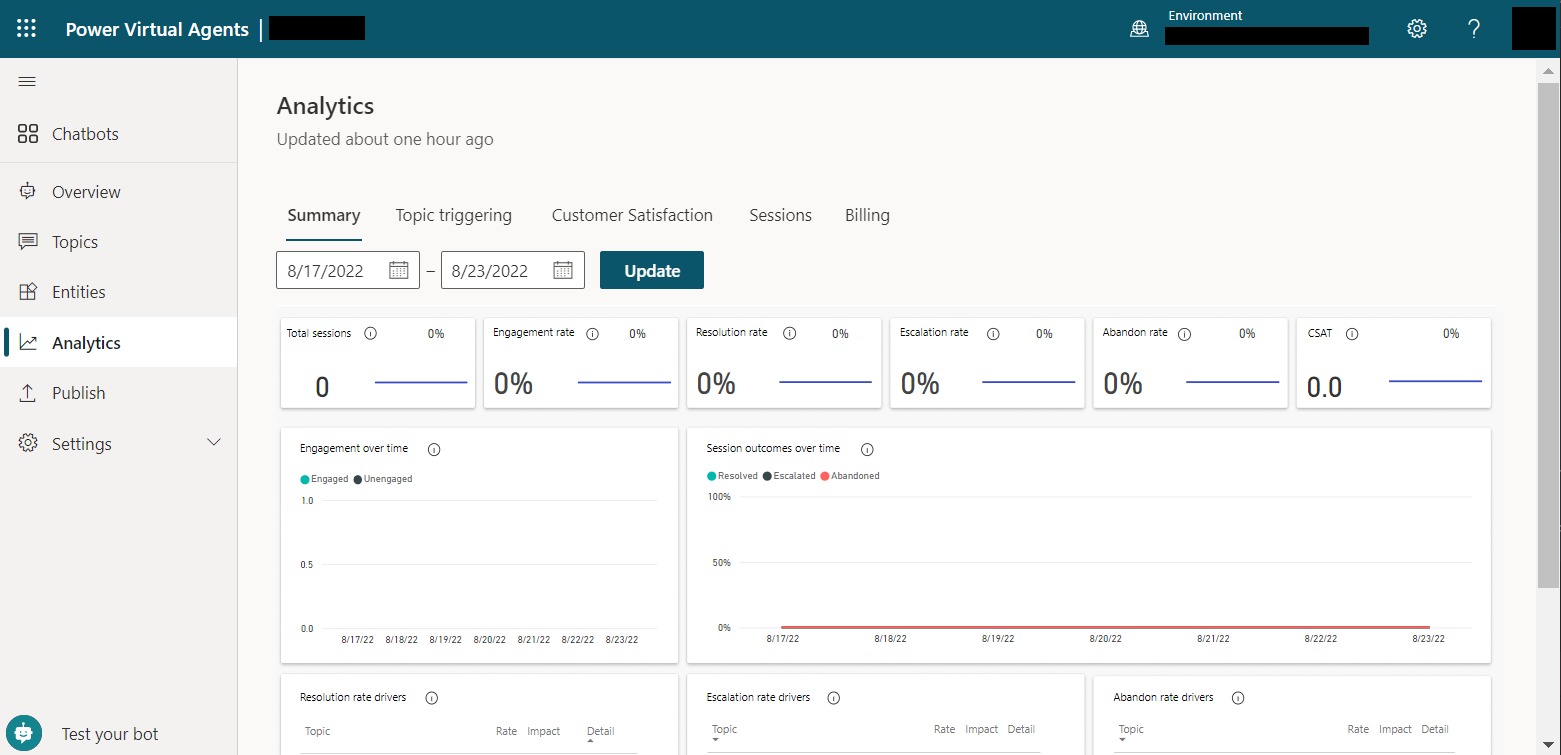 Power Virtual Agents |
Environment
?
Chatbots
Overview
Topics
Entities
Analytics
Publish
Settings
Test your bot
Analytics
Updated about one hour ago
Summary Topic triggering Customer Satisfaction Sessions Billing
8/17/2022 – 8/23/2022 Update
Total sessions 0%
0
Engagement rate 0%
0%
Resolution rate 0%
0%
Escalation rate 0%
0%
Abandon rate 0%
0%
CSAT 0%
0.0
Engagement over time
Engaged Unengaged
1.0
0.5
0.0
8/17/22 8/18/22 8/19/22 8/20/22 8/21/22 8/22/22 8/23/22
Session outcomes over time
Resolved Escalated Abandoned
100%
50%
0%
8/17/22 8/18/22 8/19/22 8/20/22 8/21/22 8/22/22 8/23/22
Resolution rate drivers
Topic Rate Impact Detail
Escalation rate drivers
Topic Rate Impact Detail
Abandon rate drivers
Topic Rate Impact Detail